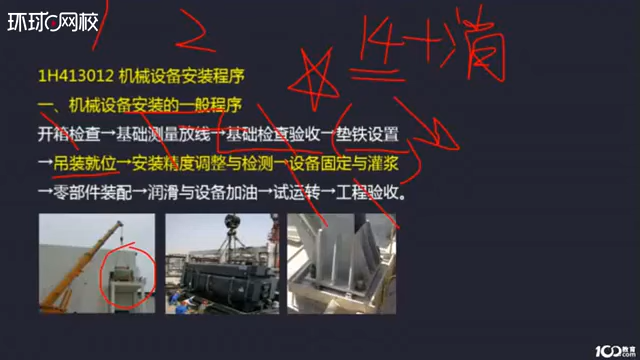 环球网校
1 2
14+消
1H413012 机械设备安装程序
一、机械设备安装的一般程序
开箱检查→基础测量放线→基础检查验收→垫铁设置
→吊装就位→安装精度调整与检测→设备固定与灌浆
→零部件装配→润滑与设备加油→试运转→工程验收。
100教育
.com